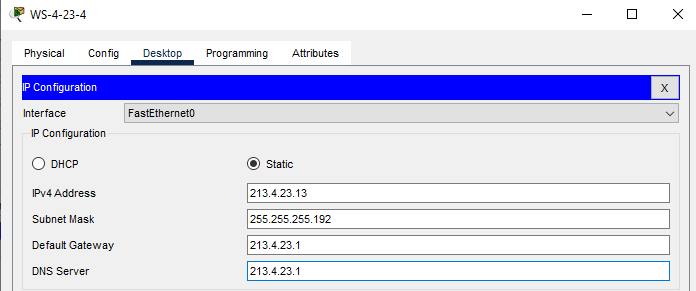 WS-4-23-4
Physical Config Desktop Programming Attributes
IP Configuration X
Interface FastEthernet0
IP Configuration
DHCP Static
IPv4 Address 213.4.23.13
Subnet Mask 255.255.255.192
Default Gateway 213.4.23.1
DNS Server 213.4.23.1